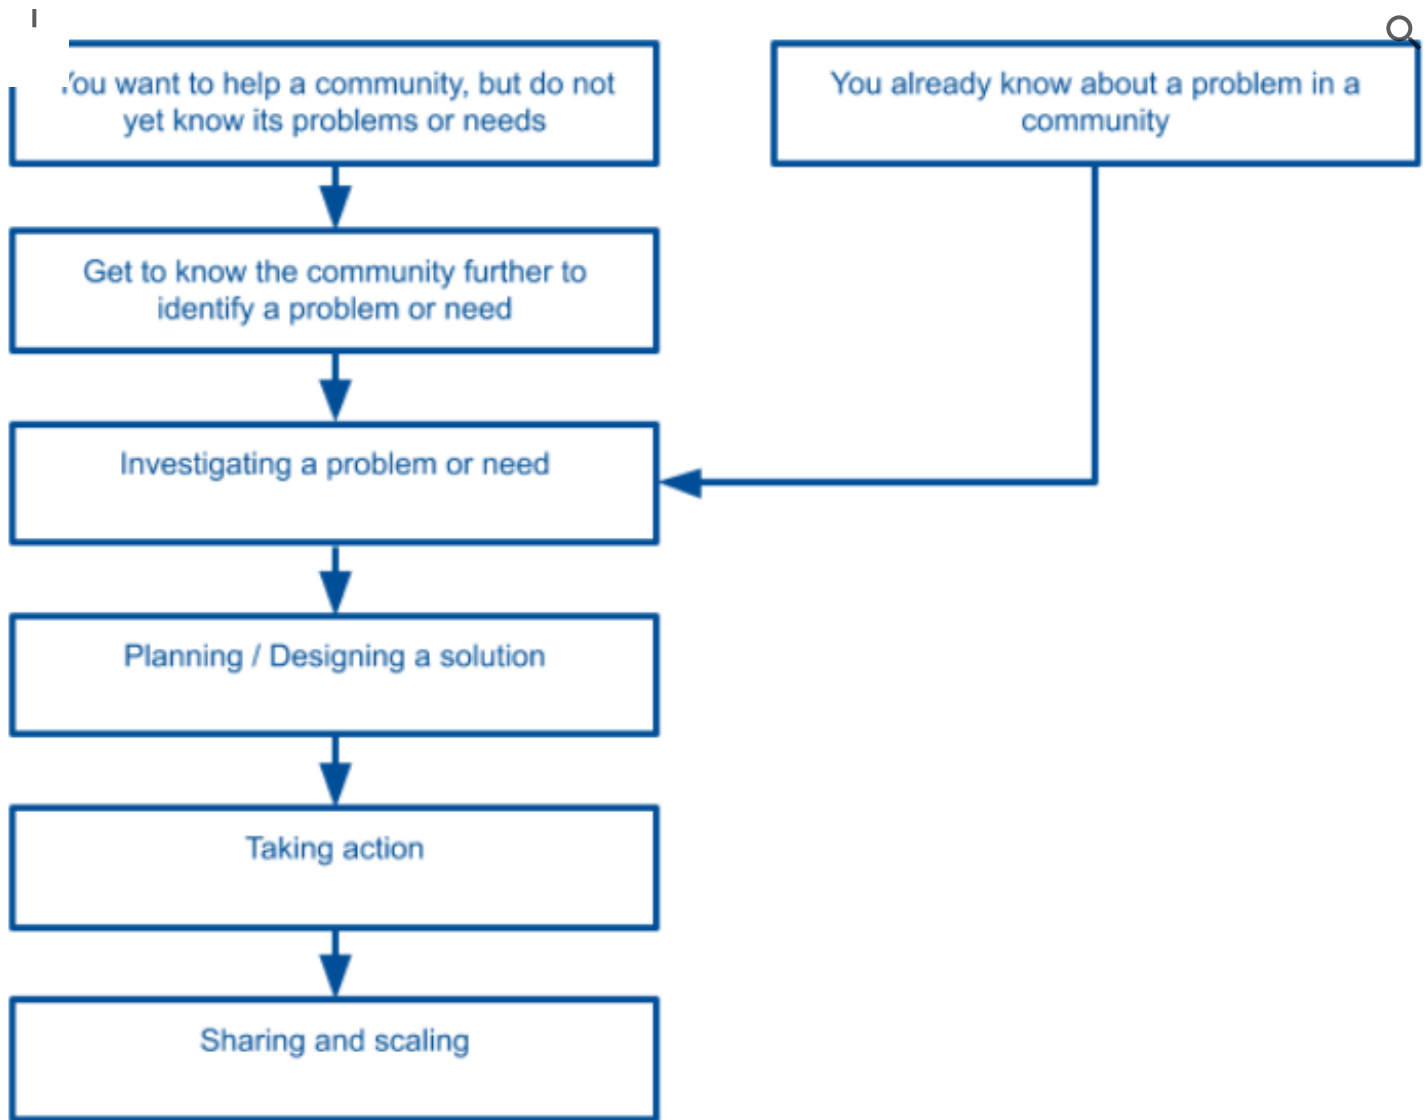 You want to help a community, but do not
yet know its problems or needs
You already know about a problem in a
community
Get to know the community further to
identify a problem or need
Investigating a problem or need
Planning / Designing a solution
Taking action
Sharing and scaling